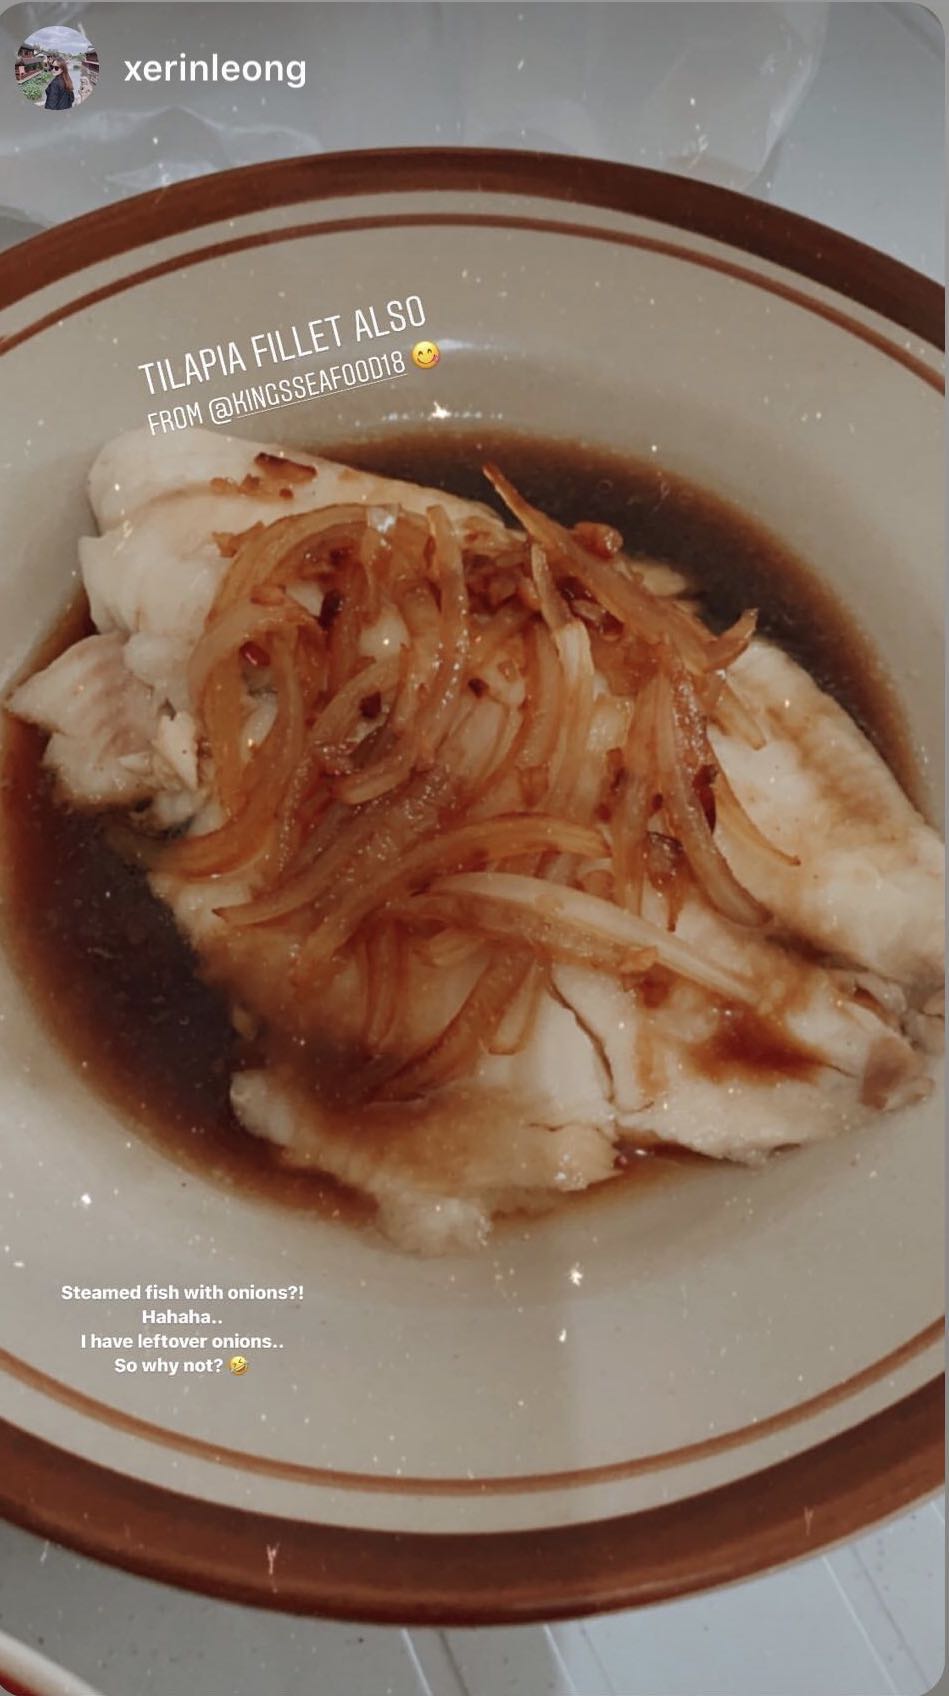 xerinleong
TILAPIA FILLET ALSO
FROM @KINGSSEAFOOD18 😋
Steamed fish with onions?!
Hahaha..
I have leftover onions..
So why not? 🤣